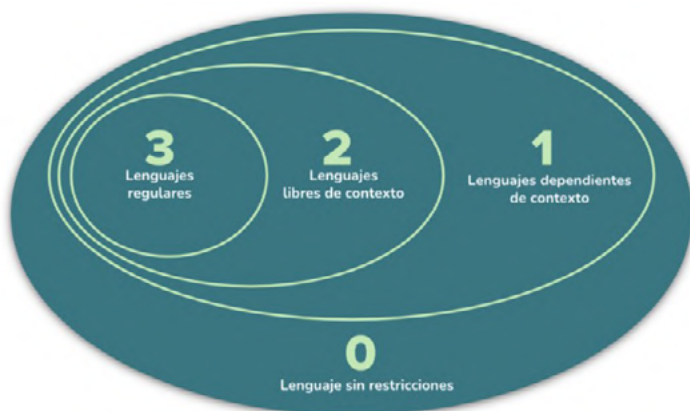 3
Lenguajes
regulares
2
Lenguajes
libres de contexto
1
Lenguajes dependientes
de contexto
0
Lenguaje sin restricciones